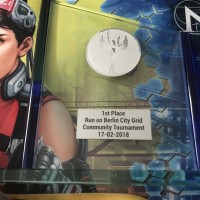 1st Place
Run on Berlin City Grid
Community Tournament
17-02-2018
N